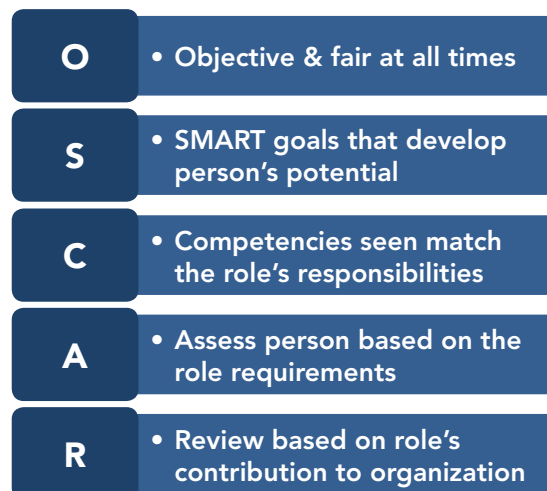 O
• Objective & fair at all times
S
• SMART goals that develop
person's potential
C
• Competencies seen match
the role's responsibilities
A
• Assess person based on the
role requirements
R
• Review based on role's
contribution to organization